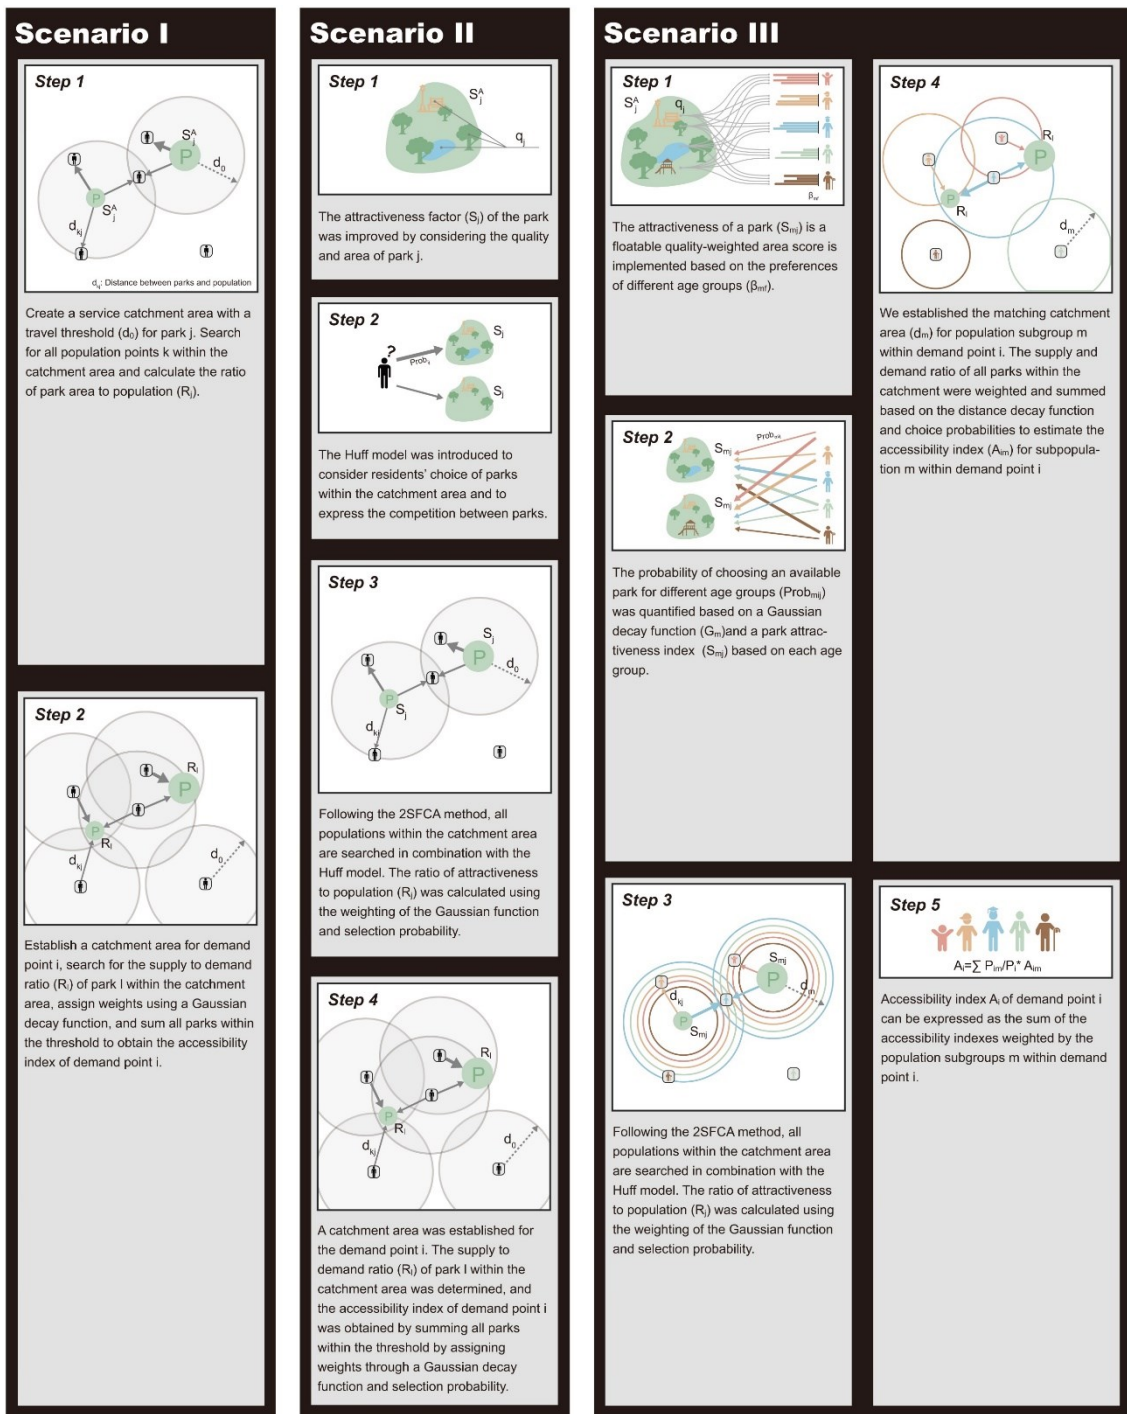 Scenario I
Step 1
S_j^A
P
d_0
P
S_j^A
d_kj
d_ij: Distance between parks and population
Create a service catchment area with a
travel threshold (d_0) for park j. Search
for all population points k within the
catchment area and calculate the ratio
of park area to population (R_j).
Step 2
R_l
P
P
R_l
d_kj
d_0
Establish a catchment area for demand
point i, search for the supply to demand
ratio (R_l) of park l within the catchment
area, assign weights using a Gaussian
decay function, and sum all parks within
the threshold to obtain the accessibility
index of demand point i.
Scenario II
Step 1
S_j^A
q_j
The attractiveness factor (S_j) of the park
was improved by considering the quality
and area of park j.
Step 2
?
S_j
S_j
The Huff model was introduced to
consider residents' choice of parks
within the catchment area and to
express the competition between parks.
Step 3
S_j
P
d_0
P
S_j
d_kj
Following the 2SFCA method, all
populations within the catchment area
are searched in combination with the
Huff model. The ratio of attractiveness
to population (R_j) was calculated using
the weighting of the Gaussian function
and selection probability.
Step 4
R_l
P
P
R_l
d_kj
d_0
A catchment area was established for
the demand point i. The supply to
demand ratio (R_l) of park l within the
catchment area was determined, and
the accessibility index of demand point i
was obtained by summing all parks
within the threshold by assigning
weights through a Gaussian decay
function and selection probability.
Scenario III
Step 1
S_j^A
q_j
β_mf
The attractiveness of a park (S_mj) is a
floatable quality-weighted area score is
implemented based on the preferences
of different age groups (β_mf).
Step 2
S_mj
S_mj
The probability of choosing an available
park for different age groups (Prob_mij)
was quantified based on a Gaussian
decay function (G_m)and a park attrac-
tiveness index (S_mj) based on each age
group.
Step 3
S_mj
P
d_m
d_kj
P
S_mj
Following the 2SFCA method, all
populations within the catchment area
are searched in combination with the
Huff model. The ratio of attractiveness
to population (R_j) was calculated using
the weighting of the Gaussian function
and selection probability.
Step 4
R_l
P
P
R_l
d_m
We established the matching catchment
area (d_m) for population subgroup m
within demand point i. The supply and
demand ratio of all parks within the
catchment were weighted and summed
based on the distance decay function
and choice probabilities to estimate the
accessibility index (A_im) for subpopula-
tion m within demand point i
Step 5
A_i=∑ P_im/P_i* A_im
Accessibility index A_i of demand point i
can be expressed as the sum of the
accessibility indexes weighted by the
population subgroups m within demand
point i.